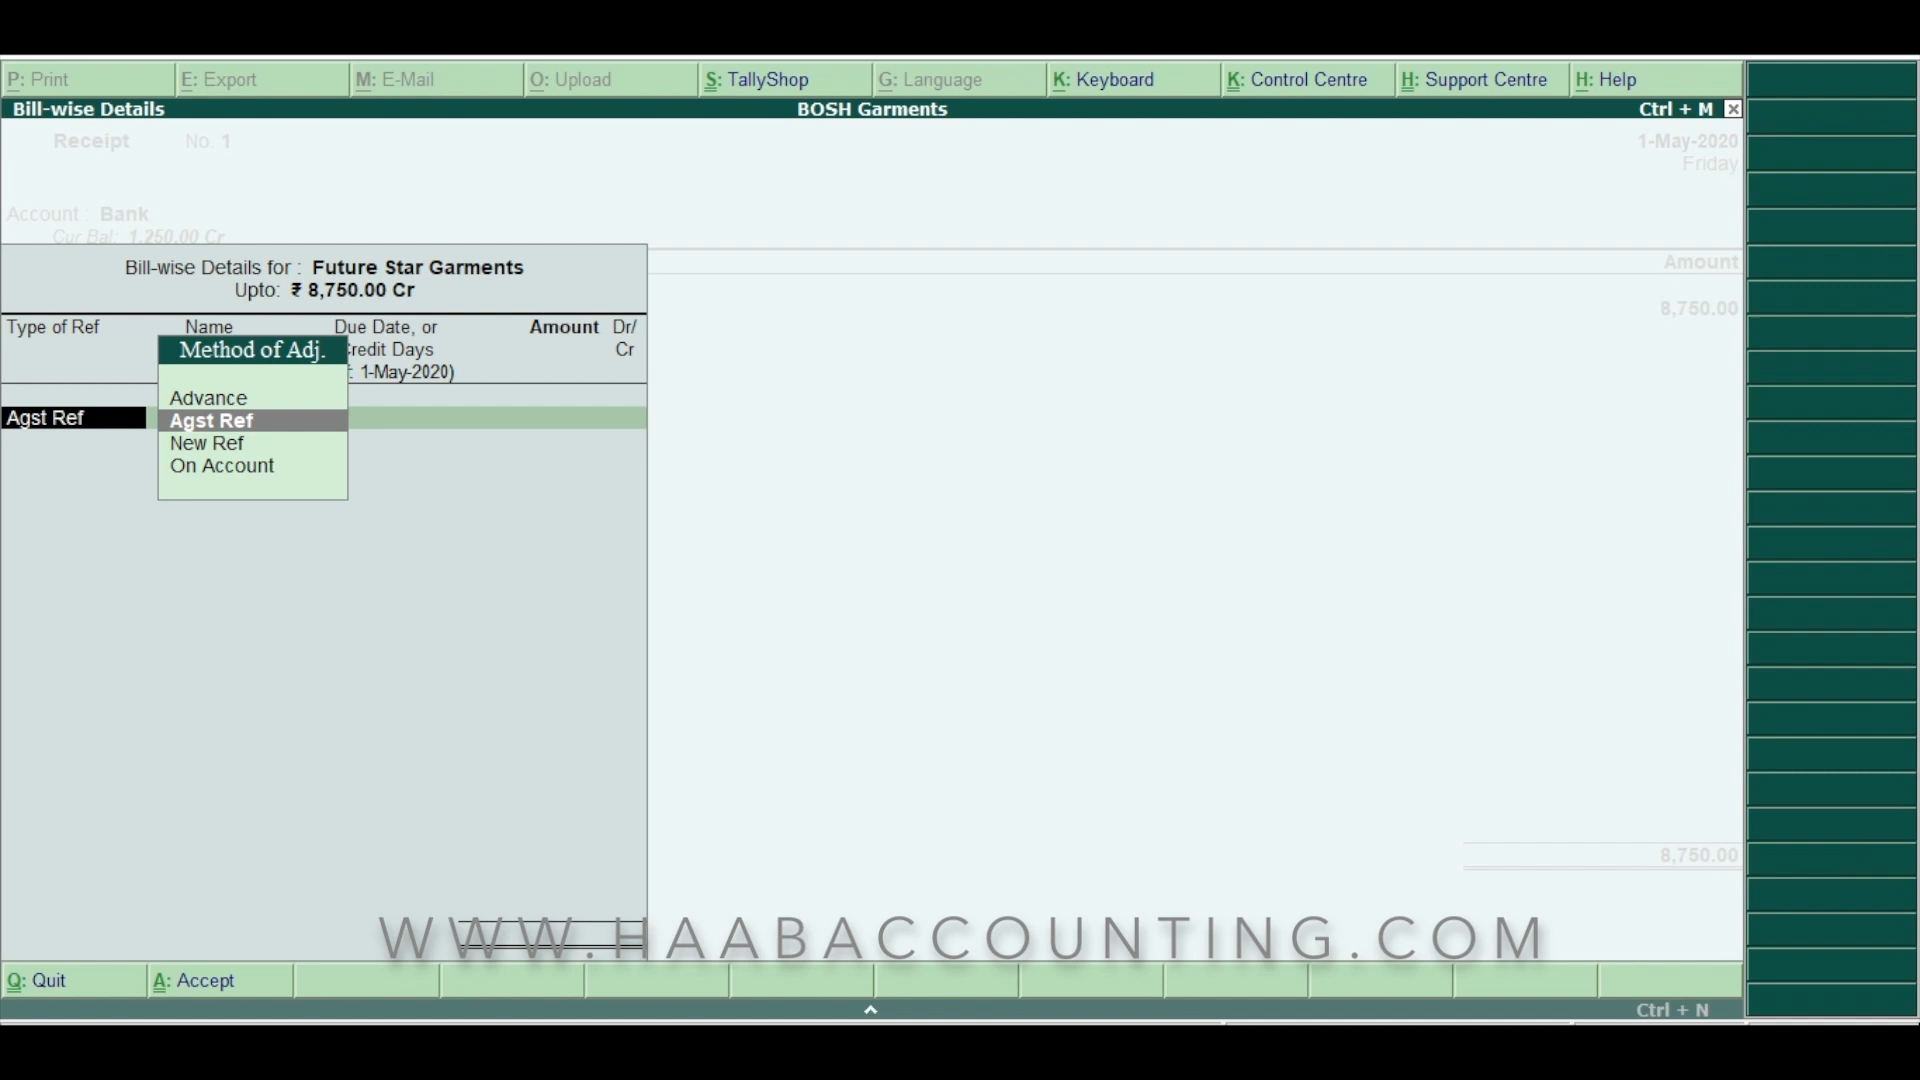 P: Print E: Export M: E-Mail O: Upload S: TallyShop G: Language K: Keyboard K: Control Centre H: Support Centre H: Help
Bill-wise Details BOSH Garments Ctrl + M
Receipt No. 1 1-May-2020
Friday
Account : Bank
Cur Bal: 1,250.00 Cr
Amount
Bill-wise Details for : Future Star Garments
Upto: ₹ 8,750.00 Cr
8,750.00
Type of Ref Name Due Date, or Amount Dr/
Method of Adj. Credit Days Cr
1-May-2020)
Advance
Agst Ref Agst Ref
New Ref
On Account
8,750.00
WWW.HAABACCOUNTING.COM
Q: Quit A: Accept
Ctrl + N